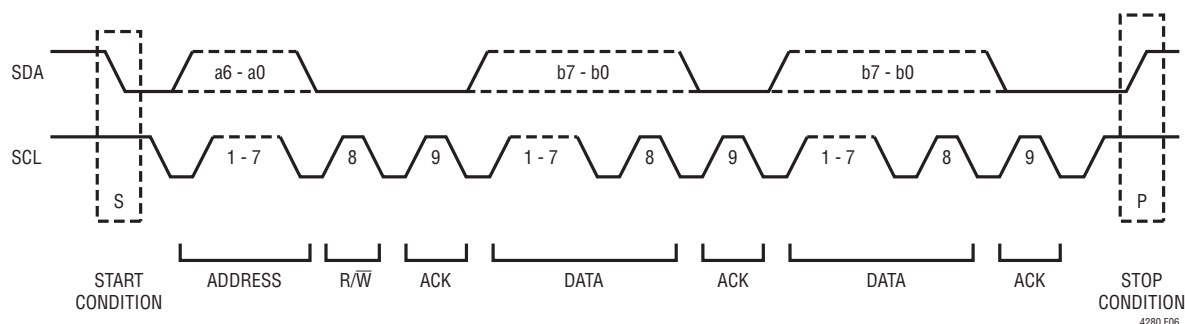 SDA
a6 - a0
b7 - b0
b7 - b0
SCL
1 - 7
8
9
1 - 7
8
9
1 - 7
8
9
S
P
START
CONDITION
ADDRESS
R/W̅
ACK
DATA
ACK
DATA
ACK
STOP
CONDITION
4280 F06